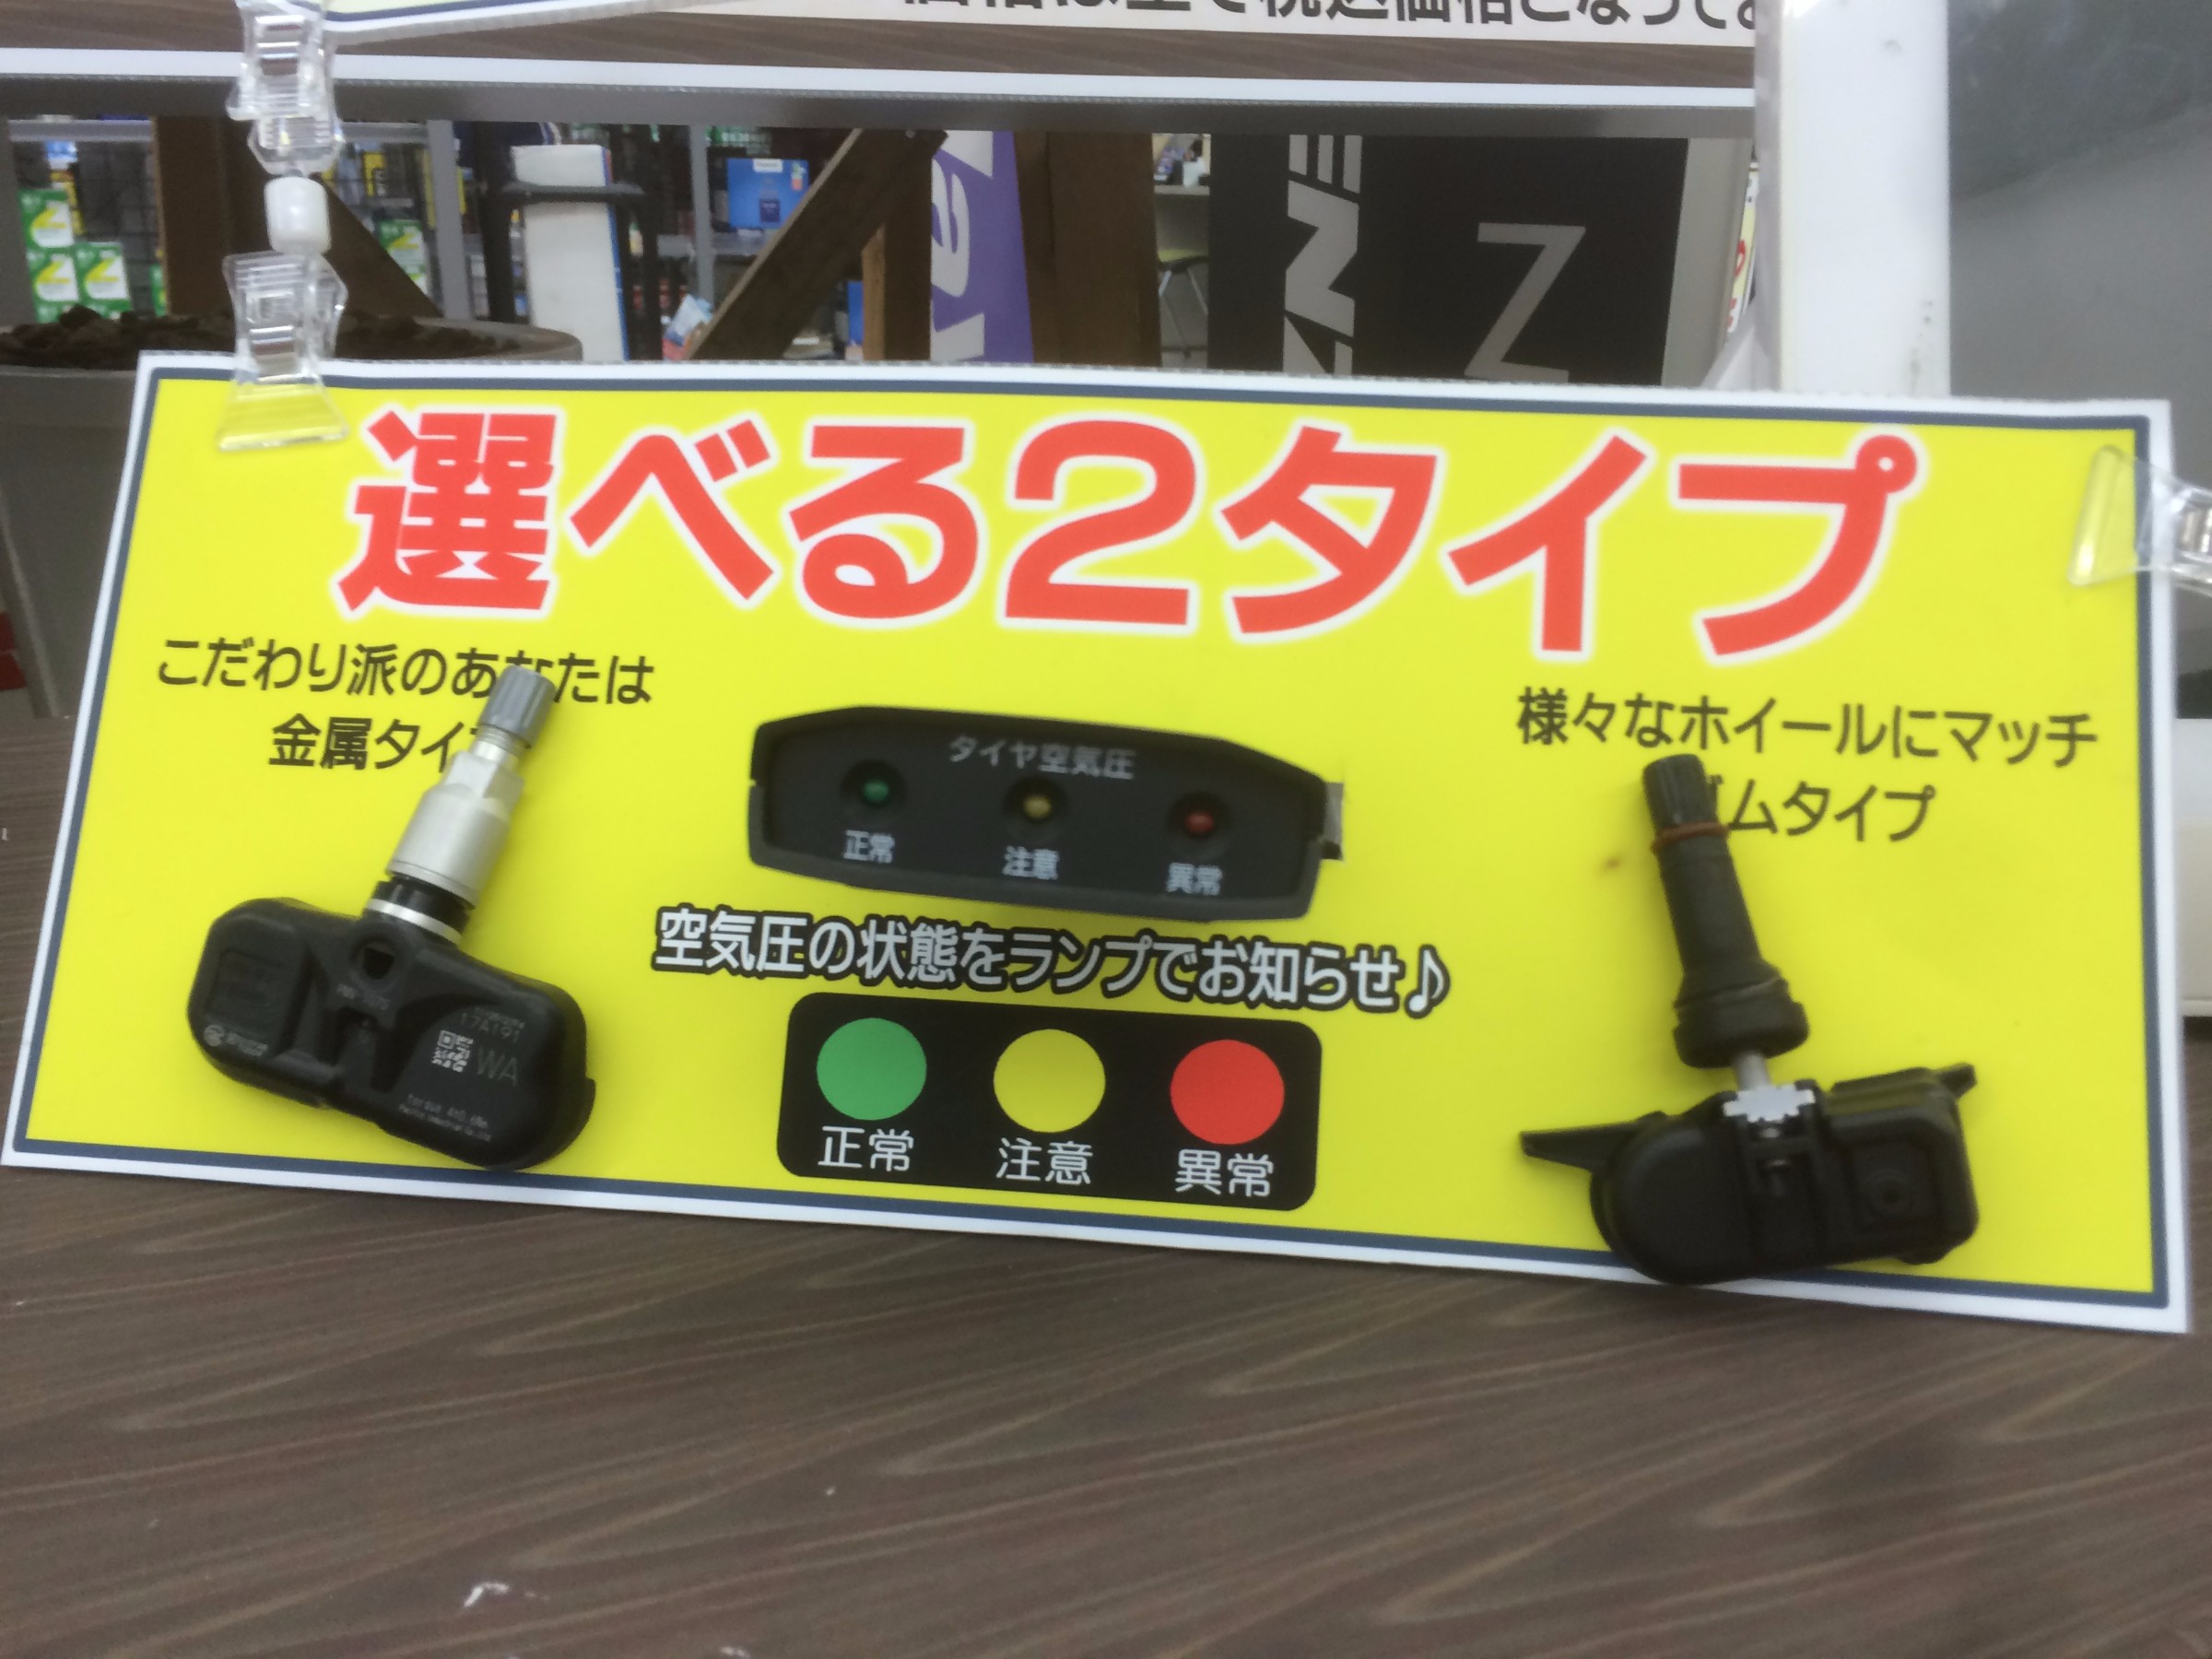 選べる2タイプ
こだわり派のあなたは
金属タイプ
様々なホイールにマッチ
ゴムタイプ
タイヤ空気圧
正常 注意 異常
空気圧の状態をランプでお知らせ♪
正常 注意 異常
17A191
WA